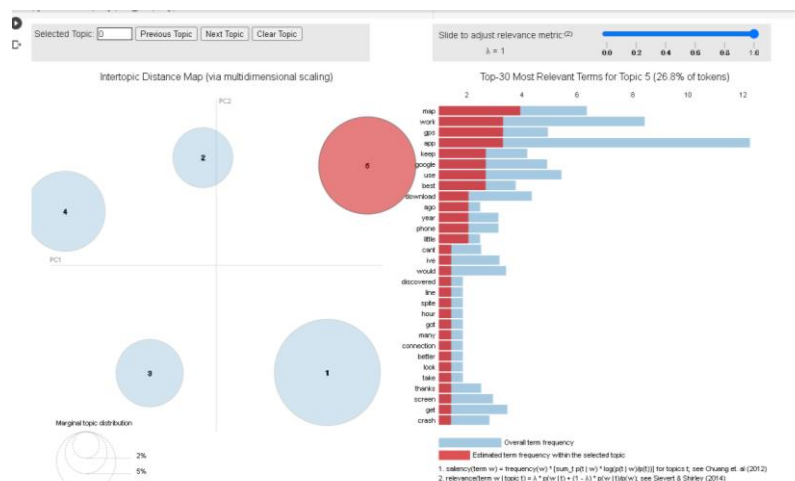 Selected Topic: 0 Previous Topic Next Topic Clear Topic
Slide to adjust relevance metric:(2)
λ = 1
0.0 0.2 0.4 0.6 0.8 1.0
Intertopic Distance Map (via multidimensional scaling)
PC2
PC1
2
5
4
3
1
Marginal topic distribution
2%
5%
Top-30 Most Relevant Terms for Topic 5 (26.8% of tokens)
2 4 6 8 10 12
map
work
gps
app
keep
google
use
best
download
ago
year
phone
little
cant
ive
would
discovered
line
spite
hour
got
many
connection
better
look
take
thanks
screen
get
crash
Overall term frequency
Estimated term frequency within the selected topic
1. saliency(term w) = frequency(w) * [sum_t p(t | w) * log(p(t | w)/p(t))] for topics t; see Chuang et. al (2012)
2. relevance(term w | topic t) = λ * p(w | t) + (1 - λ) * p(w | t)/p(w); see Sievert & Shirley (2014)